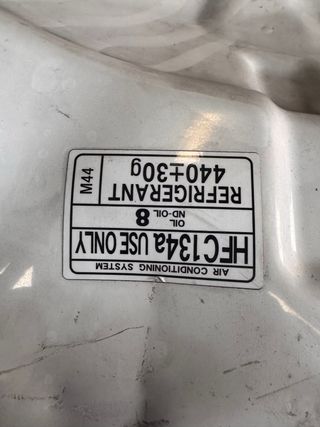 AIR CONDITIONING SYSTEM
HFC134a USE ONLY
OIL ND-OIL 8
REFRIGERANT
440±30g
M44